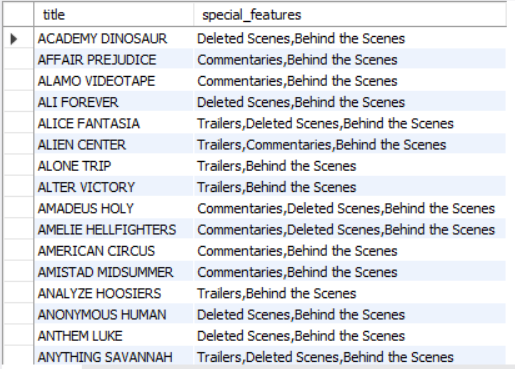 title special_features
ACADEMY DINOSAUR Deleted Scenes,Behind the Scenes
AFFAIR PREJUDICE Commentaries,Behind the Scenes
ALAMO VIDEOTAPE Commentaries,Behind the Scenes
ALI FOREVER Deleted Scenes,Behind the Scenes
ALICE FANTASIA Trailers,Deleted Scenes,Behind the Scenes
ALIEN CENTER Trailers,Commentaries,Behind the Scenes
ALONE TRIP Trailers,Behind the Scenes
ALTER VICTORY Trailers,Behind the Scenes
AMADEUS HOLY Commentaries,Deleted Scenes,Behind the Scenes
AMELIE HELLFIGHTERS Commentaries,Deleted Scenes,Behind the Scenes
AMERICAN CIRCUS Commentaries,Behind the Scenes
AMISTAD MIDSUMMER Commentaries,Behind the Scenes
ANALYZE HOOSIERS Trailers,Behind the Scenes
ANONYMOUS HUMAN Deleted Scenes,Behind the Scenes
ANTHEM LUKE Deleted Scenes,Behind the Scenes
ANYTHING SAVANNAH Trailers,Deleted Scenes,Behind the Scenes